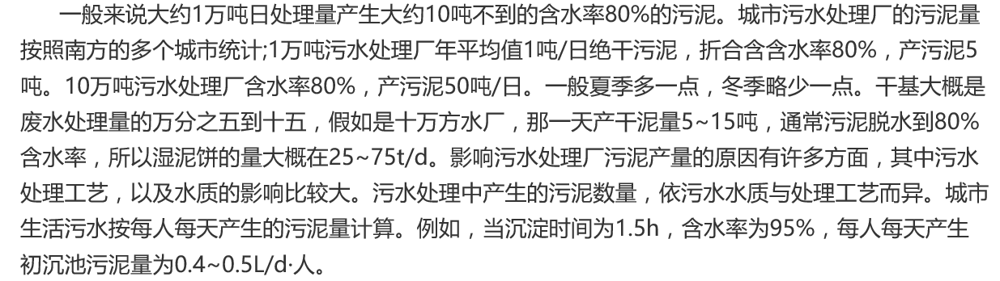 一般来说大约1万吨日处理量产生大约10吨不到的含水率80%的污泥。城市污水处理厂的污泥量
按照南方的多个城市统计;1万吨污水处理厂年平均值1吨/日绝干污泥，折合含含水率80%，产污泥5
吨。10万吨污水处理厂含水率80%，产污泥50吨/日。一般夏季多一点，冬季略少一点。干基大概是
废水处理量的万分之五到十五，假如是十万方水厂，那一天产干泥量5~15吨，通常污泥脱水到80%
含水率，所以湿泥饼的量大概在25~75t/d。影响污水处理厂污泥产量的原因有许多方面，其中污水
处理工艺，以及水质的影响比较大。污水处理中产生的污泥数量，依污水水质与处理工艺而异。城市
生活污水按每人每天产生的污泥量计算。例如，当沉淀时间为1.5h，含水率为95%，每人每天产生
初沉池污泥量为0.4~0.5L/d·人。